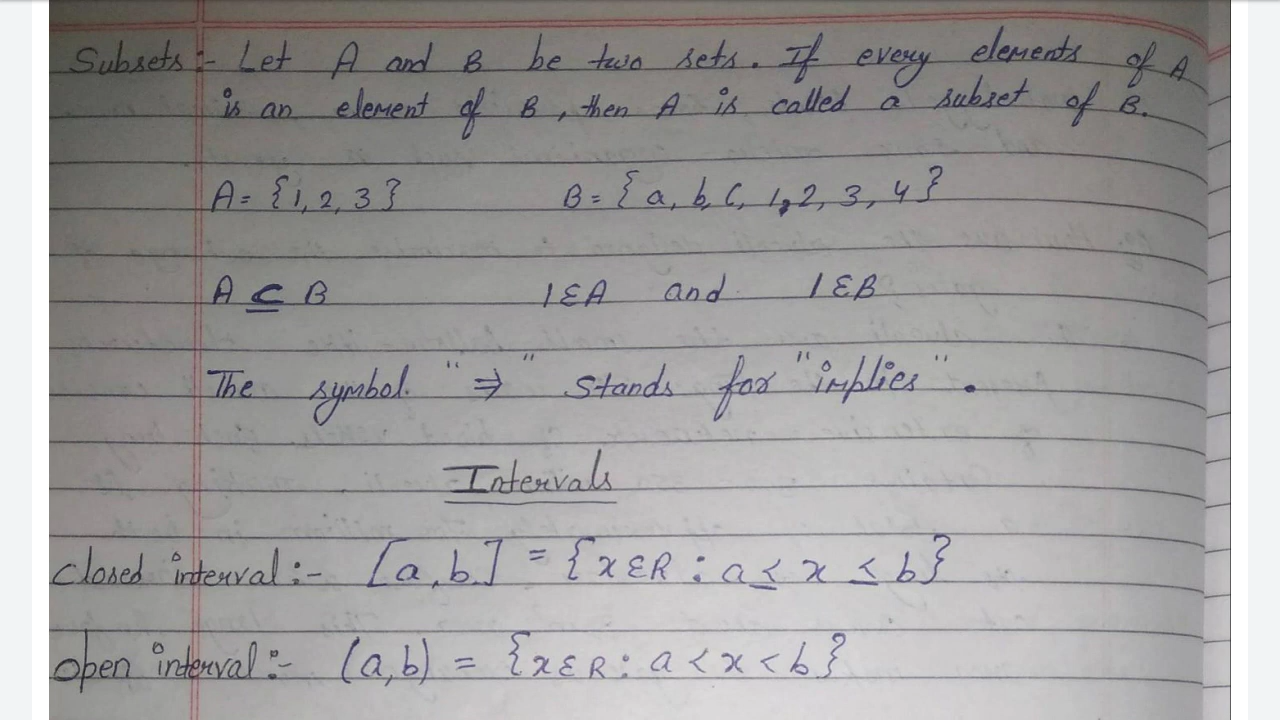 Subsets :- Let A and B be two sets. If every elements of A
is an element of B, then A is called a subset of B.
A = {1, 2, 3} B = {a, b, c, 1, 2, 3, 4}
A ⊆ B 1 ∈ A and 1 ∈ B
The symbol. "⇒" Stands for "implies".
Intervals
Closed interval :- [a, b] = {x ∈ R : a ≤ x ≤ b}
Open interval :- (a, b) = {x ∈ R : a < x < b}